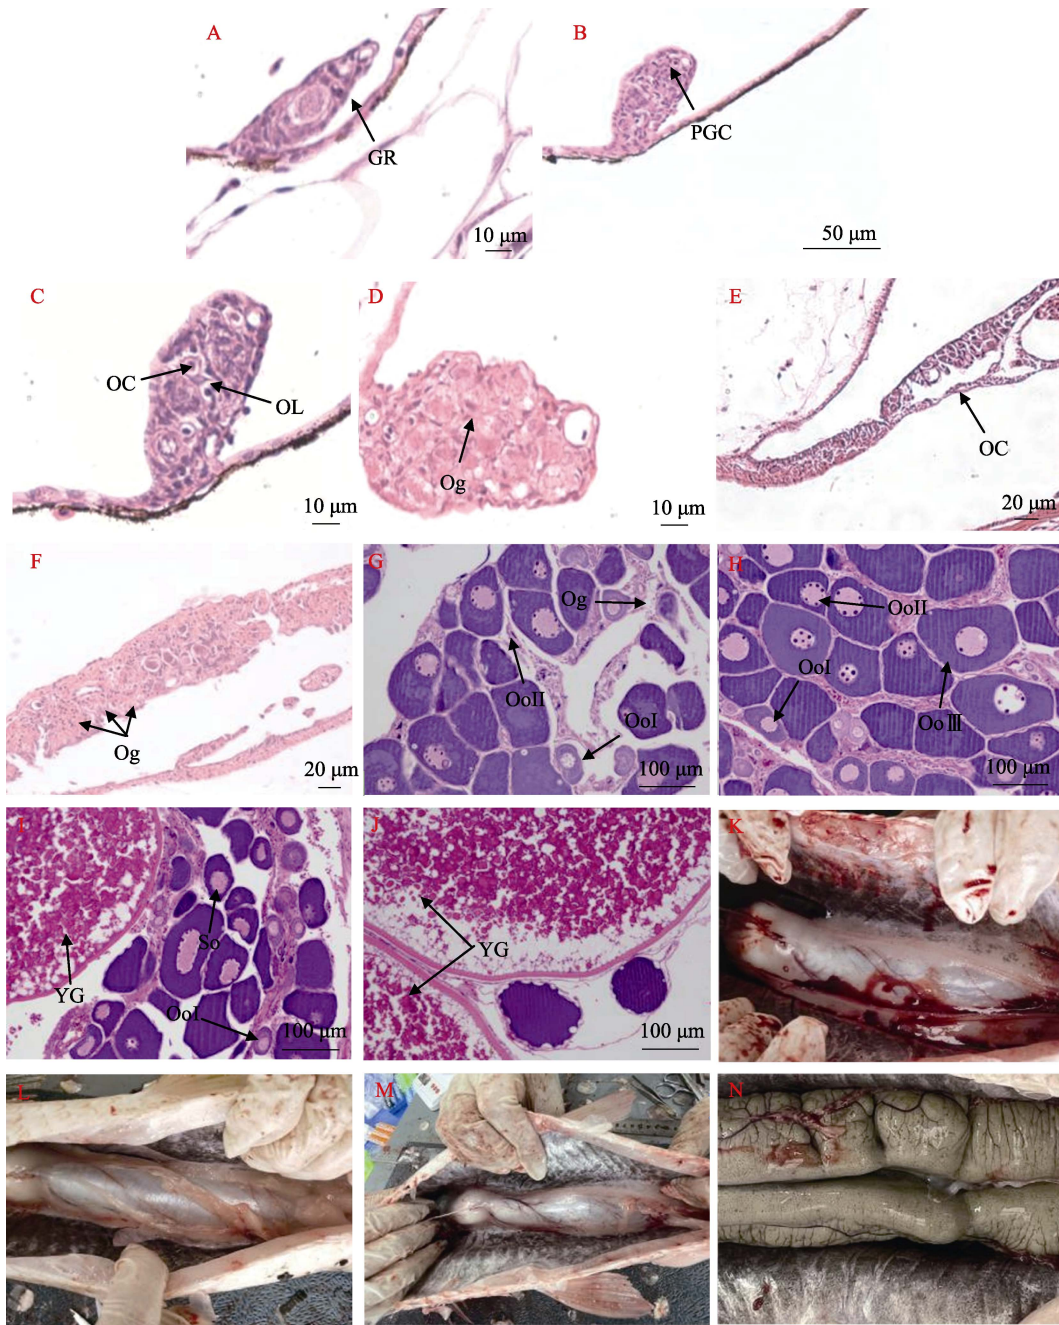 A
GR
10 μm
B
PGC
50 μm
C
OC
OL
10 μm
D
Og
10 μm
E
OC
20 μm
F
Og
20 μm
G
Og
OoII
OoI
100 μm
H
OoII
OoI
OoⅢ
100 μm
I
So
YG
OoI
100 μm
J
YG
100 μm
K
L
M
N